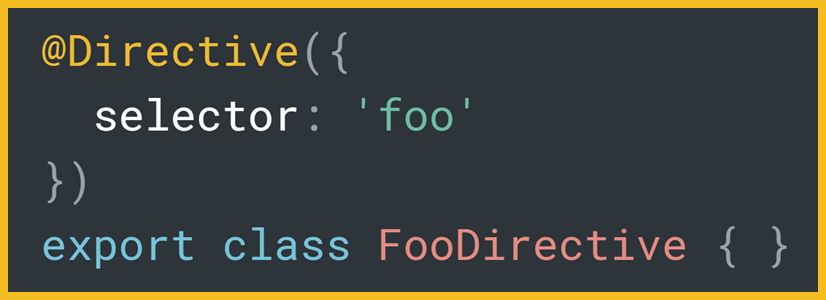 @Directive({
  selector: 'foo'
})
export class FooDirective { }